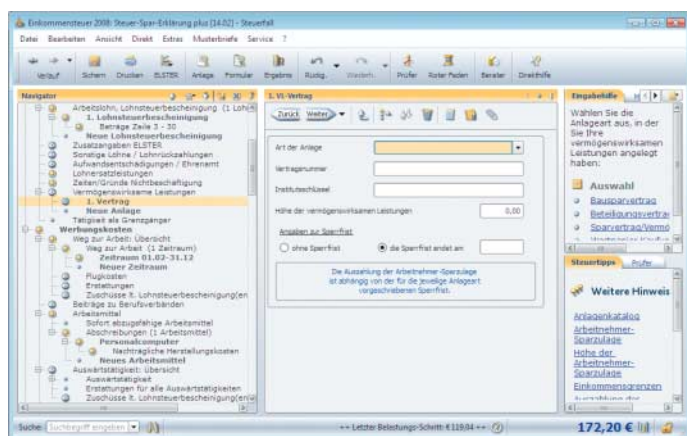 Einkommensteuer 2008: Steuer-Spar-Erklärung plus [14.02] - Steuerfall
Datei Bearbeiten Ansicht Direkt Extras Musterbriefe Service ?
Verlauf Sichern Drucken ELSTER Anlage Formular Ergebnis Rückg. Wiederh. Prüfer Roter Faden Berater Direkthilfe
Navigator
Arbeitslohn, Lohnsteuerbescheinigung (1 Lohn
1. Lohnsteuerbescheinigung
Beträge Zeile 3 - 30
Neue Lohnsteuerbescheinigung
Zusatzangaben ELSTER
Sonstige Löhne / Lohnrückzahlungen
Aufwandsentschädigungen / Ehrenamt
Lohnersatzleistungen
Zeiten/Gründe Nichtbeschäftigung
Vermögenswirksame Leistungen
1. Vertrag
Neue Anlage
Tätigkeit als Grenzgänger
Werbungskosten
Weg zur Arbeit: Übersicht
Weg zur Arbeit (1 Zeitraum)
Zeitraum 01.02-31.12
Neuer Zeitraum
Flugkosten
Erstattungen
Zuschüsse lt. Lohnsteuerbescheinigung(en
Beiträge zu Berufsverbänden
Arbeitsmittel
Sofort abzugsfähige Arbeitsmittel
Abschreibungen (1 Arbeitsmittel)
Personalcomputer
Nachträgliche Herstellungskosten
Neues Arbeitsmittel
Auswärtstätigkeit: Übersicht
Auswärtstätigkeit
Erstattungen für alle Auswärtstätigkeiten
Zuschüsse lt. Lohnsteuerbescheinigung(en
1. VL-Vertrag
Zurück Weiter
Art der Anlage
Vertragsnummer
Institutsschlüssel
Höhe der vermögenswirksamen Leistungen 0,00
Angaben zur Sperrfrist
ohne Sperrfrist die Sperrfrist endet am
Die Auszahlung der Arbeitnehmer-Sparzulage
ist abhängig von der für die jeweilige Anlageart
vorgeschriebenen Sperrfrist.
Eingabehilfe
Wählen Sie die
Anlageart aus, in der
Sie Ihre
vermögenswirksamen
Leistungen angelegt
haben:
Auswahl
Bausparvertrag
Beteiligungsvertrag
Sparvertrag/Vermö
Steuertipps Prüfer
Weitere Hinweis
Anlagenkatalog
Arbeitnehmer-
Sparzulage
Höhe der
Arbeitnehmer-
Sparzulage
Einkommensgrenzen
Auszahlung der
Suche: Suchbegriff eingeben
++ Letzter Belastungs-Schritt: € 119,04 ++
172,20 €